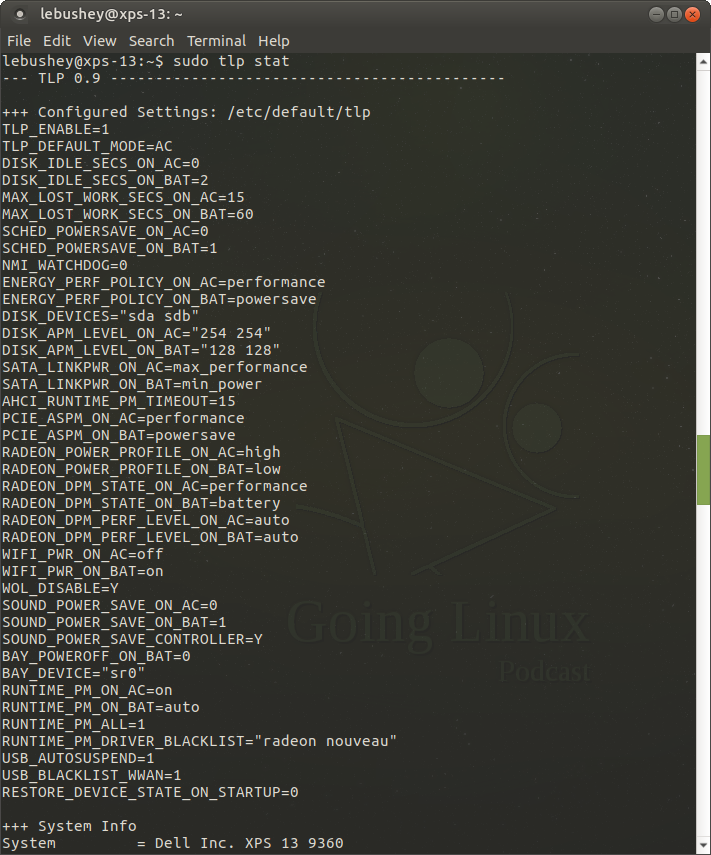 lebushey@xps-13: ~
File Edit View Search Terminal Help
lebushey@xps-13:~$ sudo tlp stat
--- TLP 0.9 --------------------------------------------
+++ Configured Settings: /etc/default/tlp
TLP_ENABLE=1
TLP_DEFAULT_MODE=AC
DISK_IDLE_SECS_ON_AC=0
DISK_IDLE_SECS_ON_BAT=2
MAX_LOST_WORK_SECS_ON_AC=15
MAX_LOST_WORK_SECS_ON_BAT=60
SCHED_POWERSAVE_ON_AC=0
SCHED_POWERSAVE_ON_BAT=1
NMI_WATCHDOG=0
ENERGY_PERF_POLICY_ON_AC=performance
ENERGY_PERF_POLICY_ON_BAT=powersave
DISK_DEVICES="sda sdb"
DISK_APM_LEVEL_ON_AC="254 254"
DISK_APM_LEVEL_ON_BAT="128 128"
SATA_LINKPWR_ON_AC=max_performance
SATA_LINKPWR_ON_BAT=min_power
AHCI_RUNTIME_PM_TIMEOUT=15
PCIE_ASPM_ON_AC=performance
PCIE_ASPM_ON_BAT=powersave
RADEON_POWER_PROFILE_ON_AC=high
RADEON_POWER_PROFILE_ON_BAT=low
RADEON_DPM_STATE_ON_AC=performance
RADEON_DPM_STATE_ON_BAT=battery
RADEON_DPM_PERF_LEVEL_ON_AC=auto
RADEON_DPM_PERF_LEVEL_ON_BAT=auto
WIFI_PWR_ON_AC=off
WIFI_PWR_ON_BAT=on
WOL_DISABLE=Y
SOUND_POWER_SAVE_ON_AC=0
SOUND_POWER_SAVE_ON_BAT=1
SOUND_POWER_SAVE_CONTROLLER=Y
BAY_POWEROFF_ON_BAT=0
BAY_DEVICE="sr0"
RUNTIME_PM_ON_AC=on
RUNTIME_PM_ON_BAT=auto
RUNTIME_PM_ALL=1
RUNTIME_PM_DRIVER_BLACKLIST="radeon nouveau"
USB_AUTOSUSPEND=1
USB_BLACKLIST_WWAN=1
RESTORE_DEVICE_STATE_ON_STARTUP=0
+++ System Info
System = Dell Inc. XPS 13 9360
Going Linux
Podcast